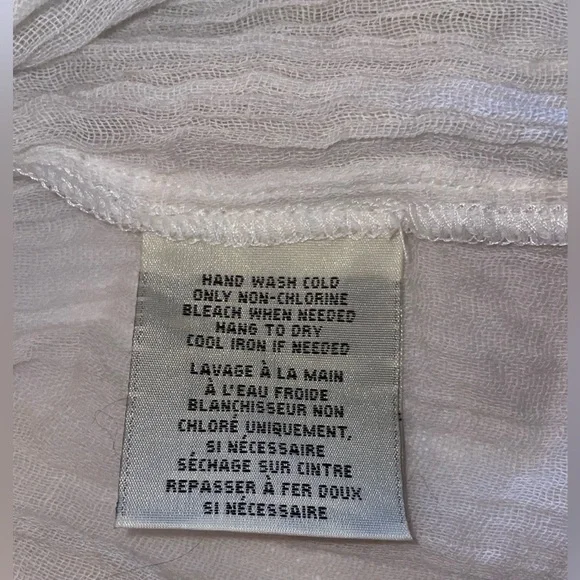 HAND WASH COLD
ONLY NON-CHLORINE
BLEACH WHEN NEEDED
HANG TO DRY
COOL IRON IF NEEDED
LAVAGE À LA MAIN
À L'EAU FROIDE
BLANCHISSEUR NON
CHLORÉ UNIQUEMENT,
SI NÉCESSAIRE
SÉCHAGE SUR CINTRE
REPASSER À FER DOUX
SI NÉCESSAIRE